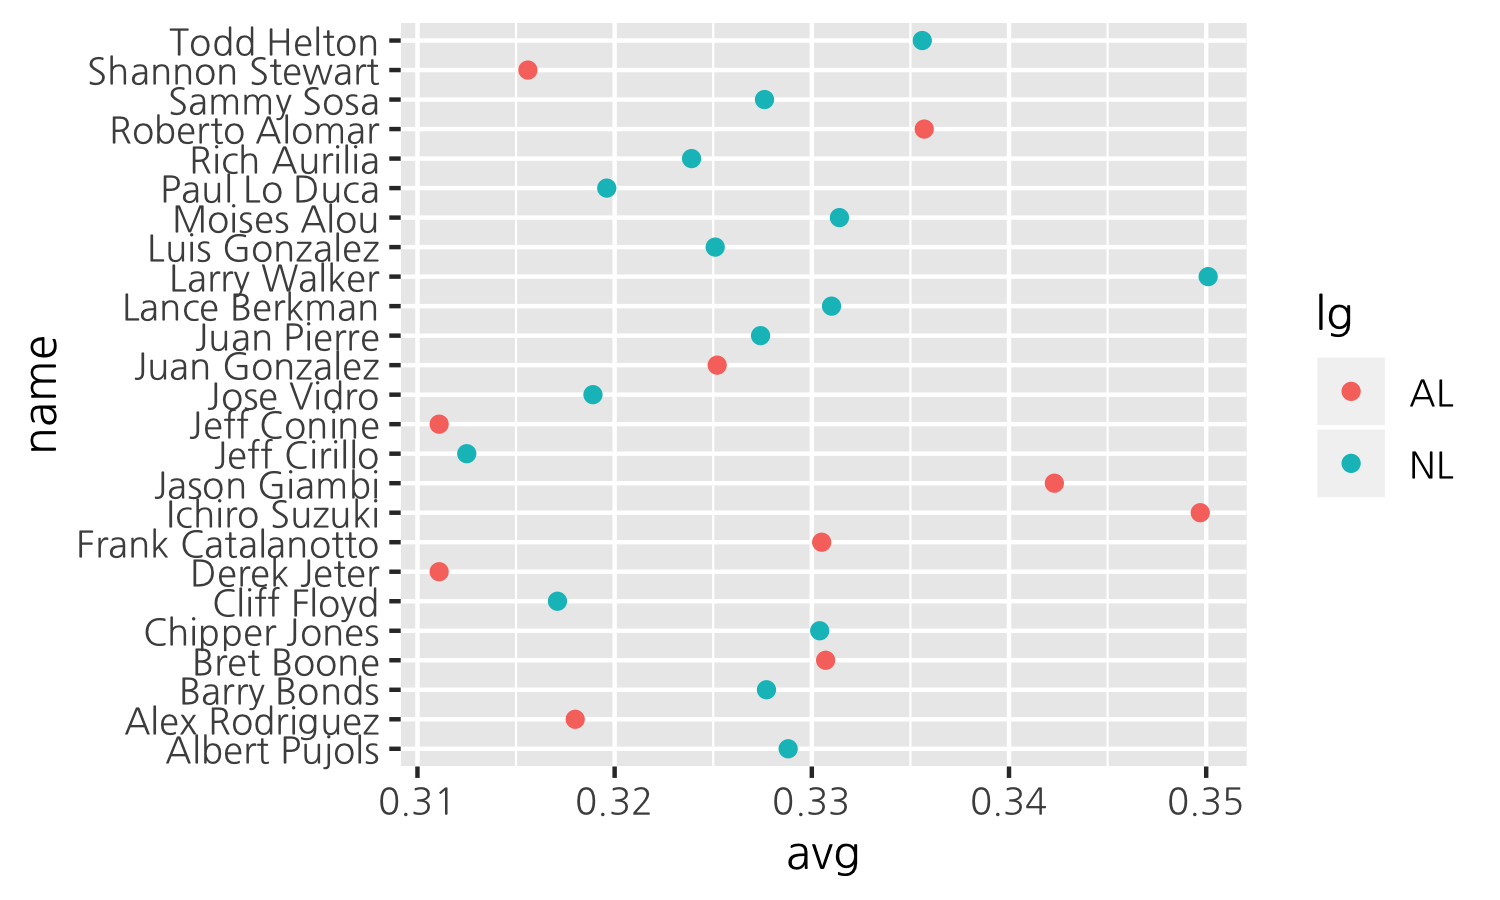 Todd Helton
Shannon Stewart
Sammy Sosa
Roberto Alomar
Rich Aurilia
Paul Lo Duca
Moises Alou
Luis Gonzalez
Larry Walker
Lance Berkman
Juan Pierre
Juan Gonzalez
Jose Vidro
Jeff Conine
Jeff Cirillo
Jason Giambi
Ichiro Suzuki
Frank Catalanotto
Derek Jeter
Cliff Floyd
Chipper Jones
Bret Boone
Barry Bonds
Alex Rodriguez
Albert Pujols
name
0.31 0.32 0.33 0.34 0.35
avg
lg
AL
NL